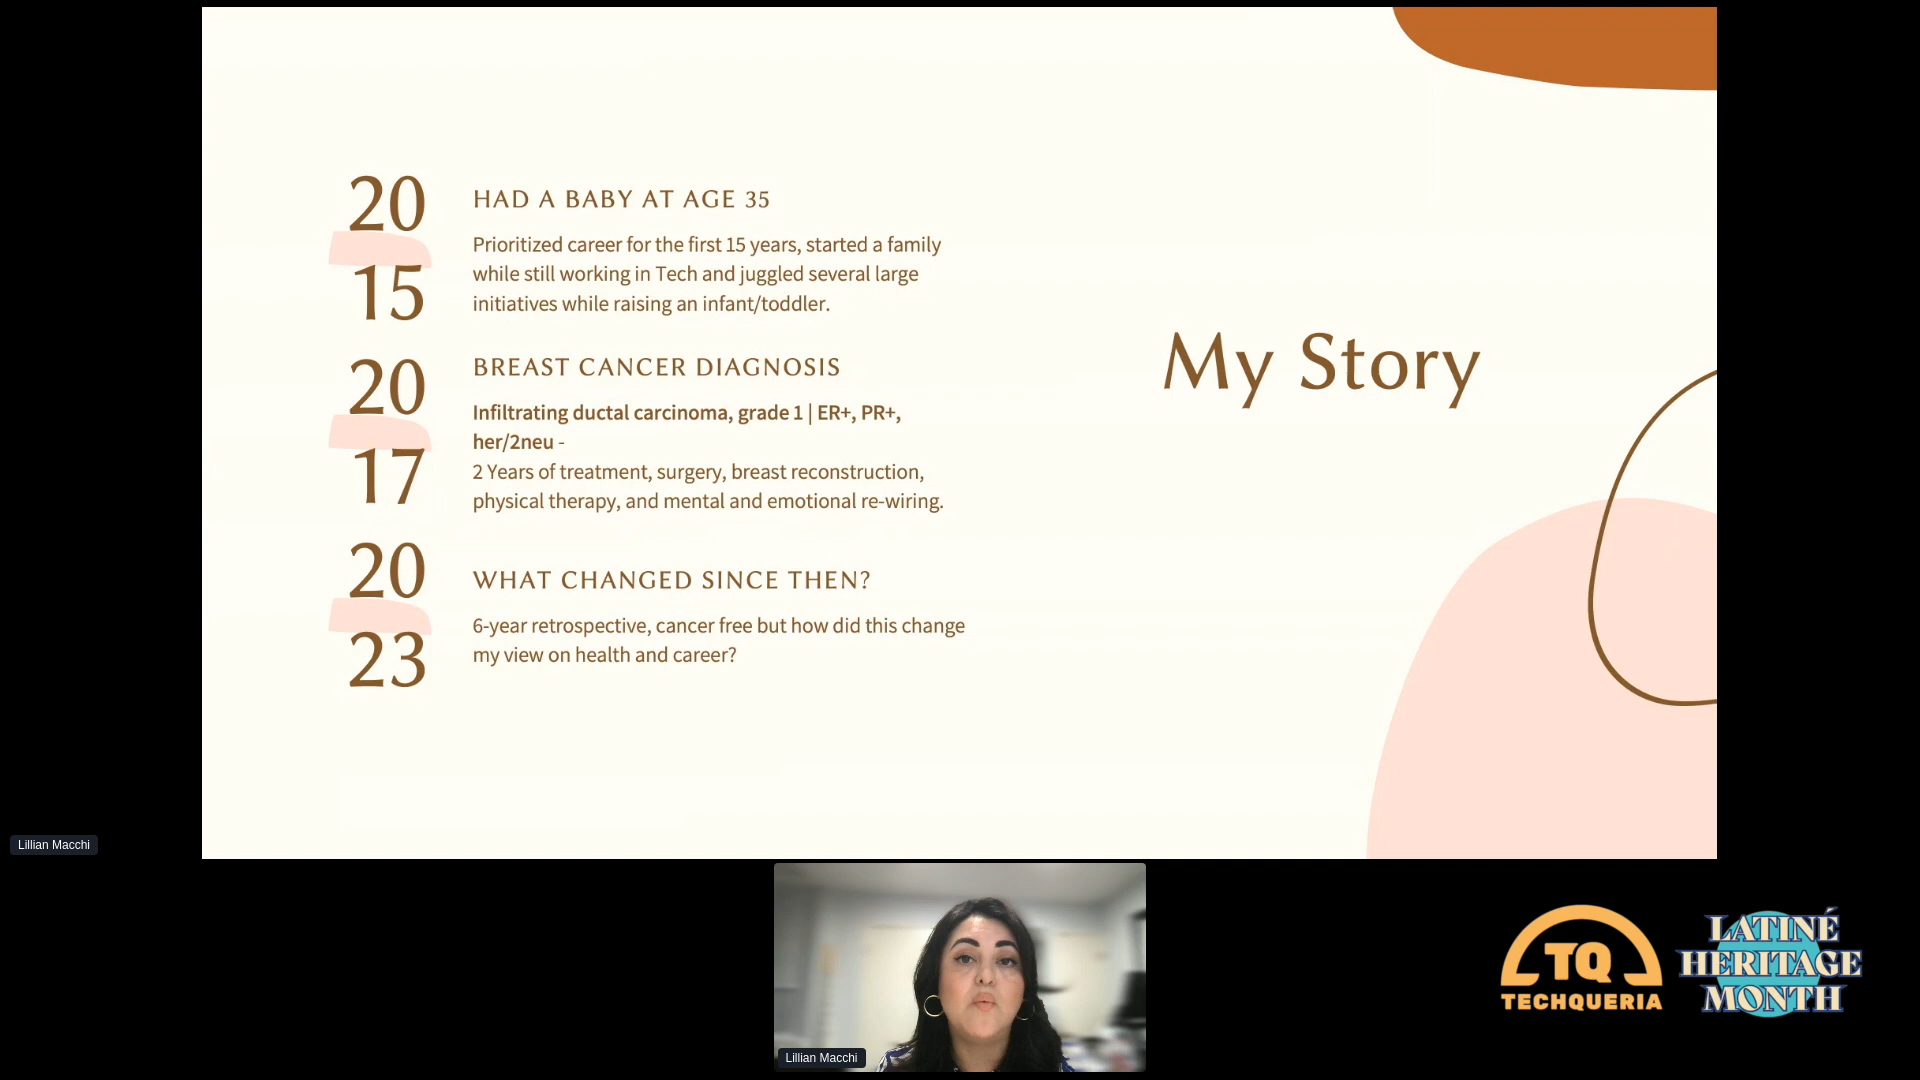 20
15
HAD A BABY AT AGE 35
Prioritized career for the first 15 years, started a family
while still working in Tech and juggled several large
initiatives while raising an infant/toddler.
20
17
BREAST CANCER DIAGNOSIS
Infiltrating ductal carcinoma, grade 1 | ER+, PR+,
her/2neu -
2 Years of treatment, surgery, breast reconstruction,
physical therapy, and mental and emotional re-wiring.
20
23
WHAT CHANGED SINCE THEN?
6-year retrospective, cancer free but how did this change
my view on health and career?
My Story
Lillian Macchi
Lillian Macchi
TQ
TECHQUERIA
LATINÉ
HERITAGE
MONTH